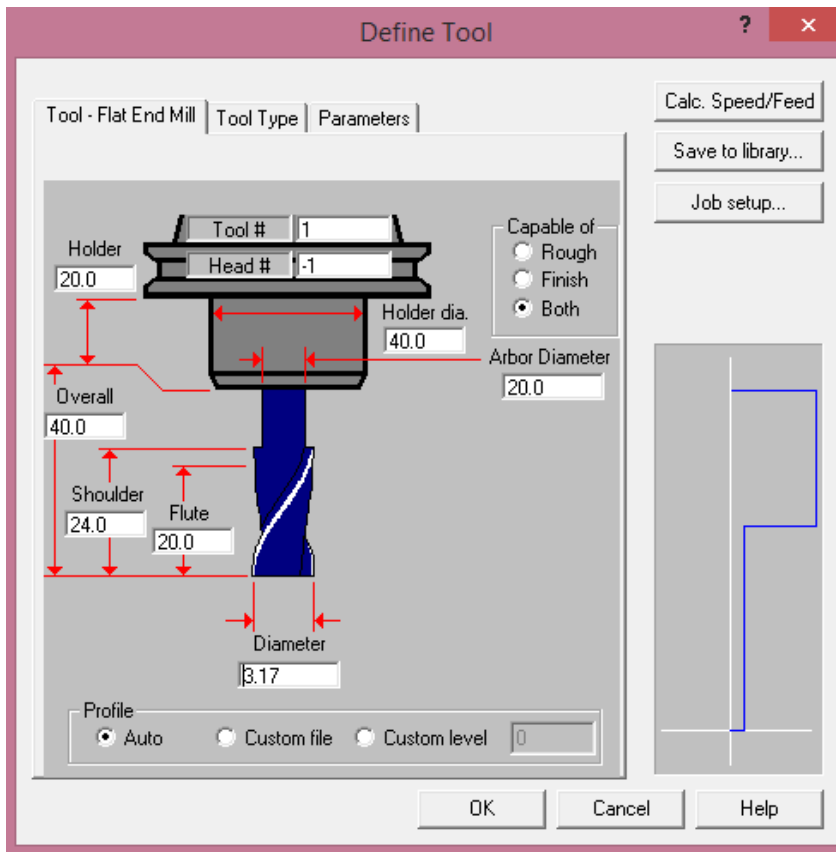 Define Tool
?
×
Tool - Flat End Mill
Tool Type
Parameters
Calc. Speed/Feed
Save to library...
Job setup...
Tool # 1
Head # -1
Holder
20.0
Capable of
Rough
Finish
Both
Holder dia.
40.0
Arbor Diameter
20.0
Overall
40.0
Shoulder
24.0
Flute
20.0
Diameter
3.17
Profile
Auto
Custom file
Custom level
0
OK
Cancel
Help